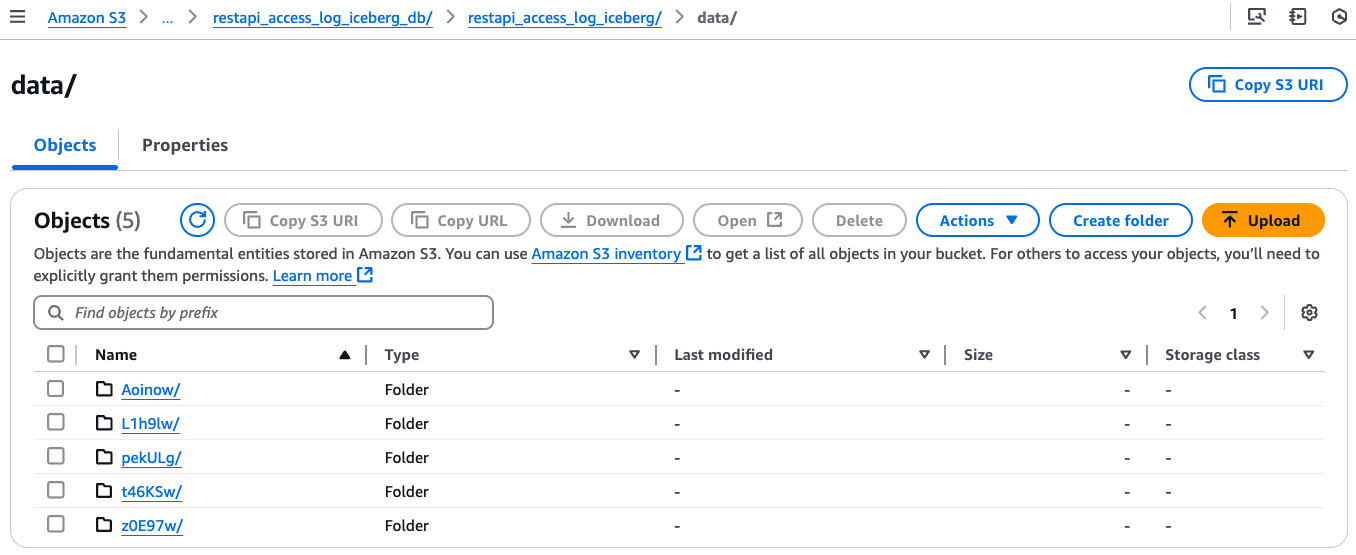 Amazon S3 > ... > restapi_access_log_iceberg_db/ > restapi_access_log_iceberg/ > data/
data/
Copy S3 URI
Objects Properties
Objects (5) Copy S3 URI Copy URL Download Open Delete Actions Create folder Upload
Objects are the fundamental entities stored in Amazon S3. You can use Amazon S3 inventory to get a list of all objects in your bucket. For others to access your objects, you'll need to
explicitly grant them permissions. Learn more
Find objects by prefix
1
Name Type Last modified Size Storage class
Aoinow/ Folder - - -
L1h9lw/ Folder - - -
pekULg/ Folder - - -
t46KSw/ Folder - - -
z0E97w/ Folder - - -